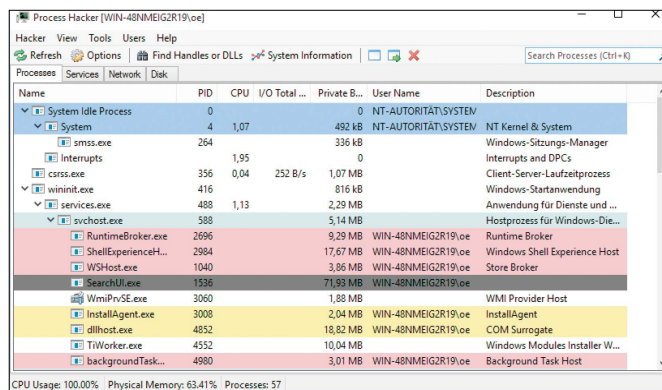 Process Hacker [WIN-48NMEIG2R19\oe]
Hacker View Tools Users Help
Refresh Options Find Handles or DLLs System Information Search Processes (Ctrl+K)
Processes Services Network Disk
Name PID CPU I/O Total ... Private B... User Name Description
System Idle Process 0 0 NT-AUTORITÄT\SYSTEM
System 4 1,07 492 kB NT-AUTORITÄT\SYSTEM NT Kernel & System
smss.exe 264 336 kB Windows-Sitzungs-Manager
Interrupts 1,95 0 Interrupts and DPCs
csrss.exe 356 0,04 252 B/s 1,07 MB Client-Server-Laufzeitprozess
wininit.exe 416 816 kB Windows-Startanwendung
services.exe 488 1,13 2,29 MB Anwendung für Dienste und ...
svchost.exe 588 5,14 MB Hostprozess für Windows-Die...
RuntimeBroker.exe 2696 9,29 MB WIN-48NMEIG2R19\oe Runtime Broker
ShellExperienceH... 2984 17,67 MB WIN-48NMEIG2R19\oe Windows Shell Experience Host
WSHost.exe 1040 3,86 MB WIN-48NMEIG2R19\oe Store Broker
SearchUI.exe 1536 71,93 MB WIN-48NMEIG2R19\oe
WmiPrvSE.exe 3060 1,88 MB WMI Provider Host
InstallAgent.exe 3008 2,04 MB WIN-48NMEIG2R19\oe InstallAgent
dllhost.exe 4852 18,82 MB WIN-48NMEIG2R19\oe COM Surrogate
TiWorker.exe 4552 10,04 MB Windows Modules Installer W...
backgroundTask... 4980 3,01 MB WIN-48NMEIG2R19\oe Background Task Host
CPU Usage: 100.00% Physical Memory: 63.41% Processes: 57